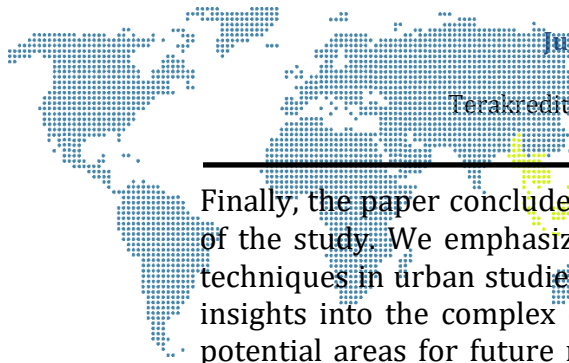 Ju
Terakredit
Finally, the paper conclude
of the study. We emphasiz
techniques in urban studie
insights into the complex
potential areas for future